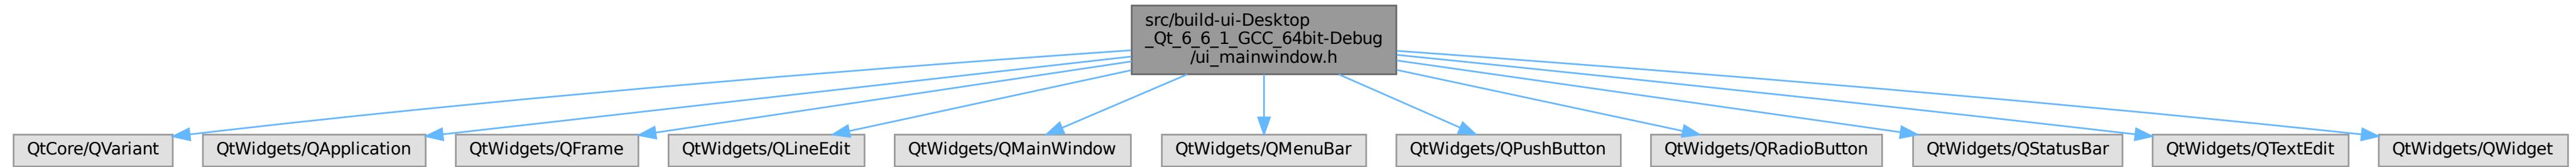 src/build-ui-Desktop
_Qt_6_6_1_GCC_64bit-Debug
/ui_mainwindow.h
QtCore/QVariant
QtWidgets/QApplication
QtWidgets/QFrame
QtWidgets/QLineEdit
QtWidgets/QMainWindow
QtWidgets/QMenuBar
QtWidgets/QPushButton
QtWidgets/QRadioButton
QtWidgets/QStatusBar
QtWidgets/QTextEdit
QtWidgets/QWidget